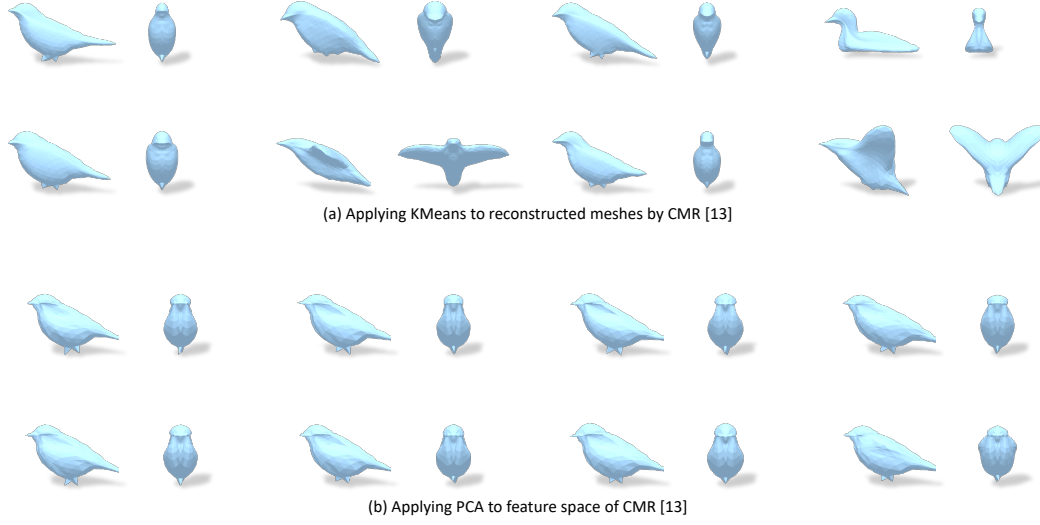 (a) Applying KMeans to reconstructed meshes by CMR [13]
(b) Applying PCA to feature space of CMR [13]